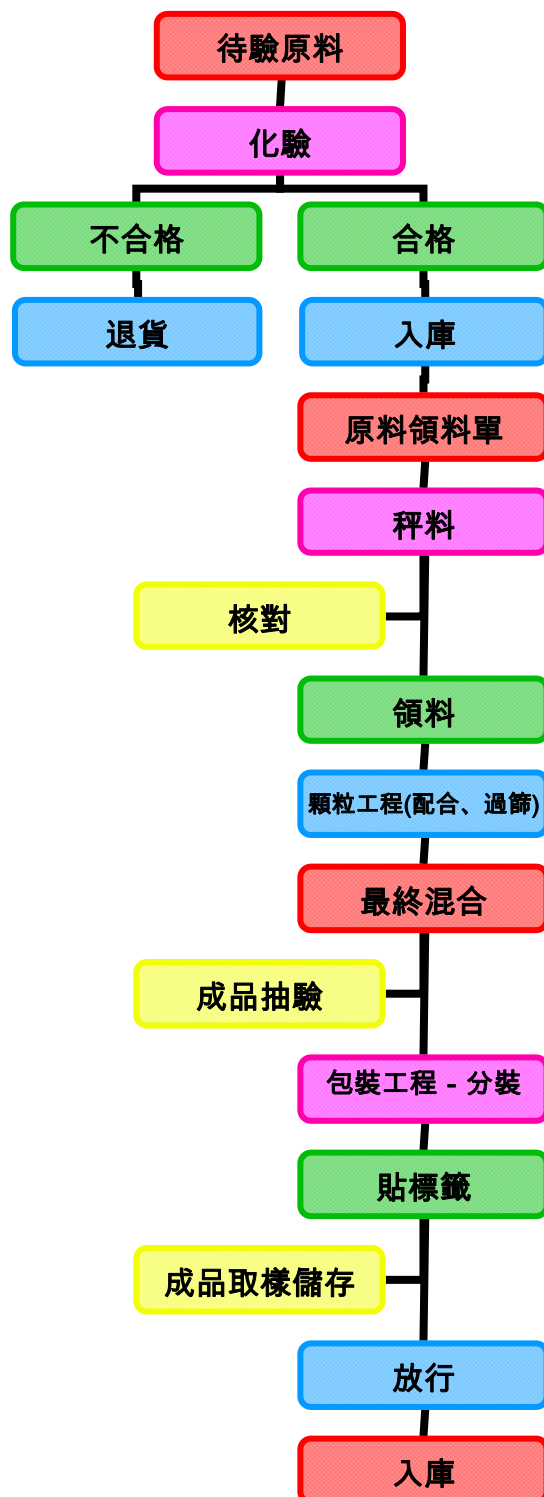 待驗原料
化驗
不合格
合格
退貨
入庫
原料領料單
秤料
核對
領料
顆粒工程(配合、過篩)
最終混合
成品抽驗
包裝工程 - 分裝
貼標籤
成品取樣儲存
放行
入庫